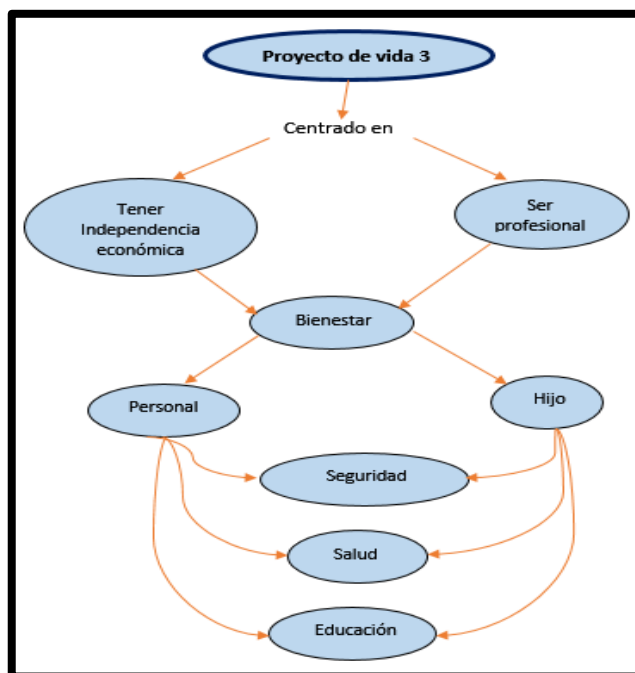 Proyecto de vida 3
Centrado en
Tener
Independencia
económica
Ser
profesional
Bienestar
Personal
Hijo
Seguridad
Salud
Educación